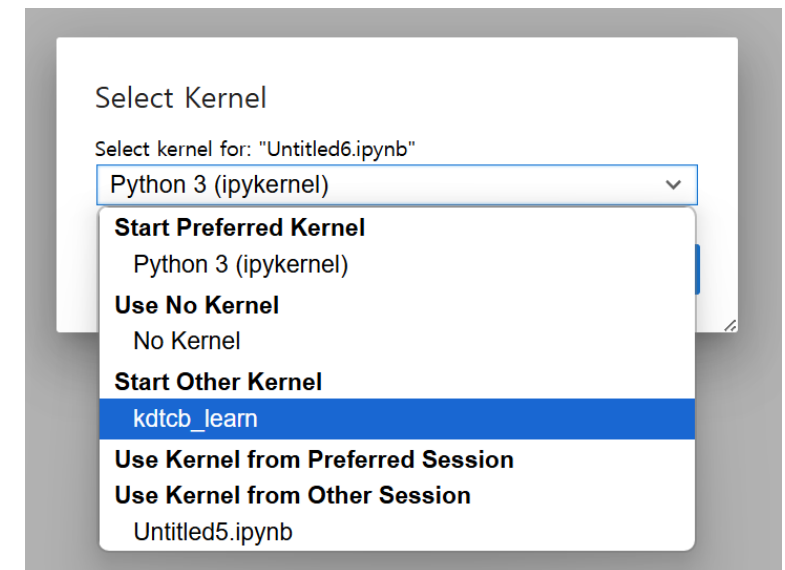 Select Kernel
Select kernel for: "Untitled6.ipynb"
Python 3 (ipykernel)
Start Preferred Kernel
Python 3 (ipykernel)
Use No Kernel
No Kernel
Start Other Kernel
kdtcb_learn
Use Kernel from Preferred Session
Use Kernel from Other Session
Untitled5.ipynb